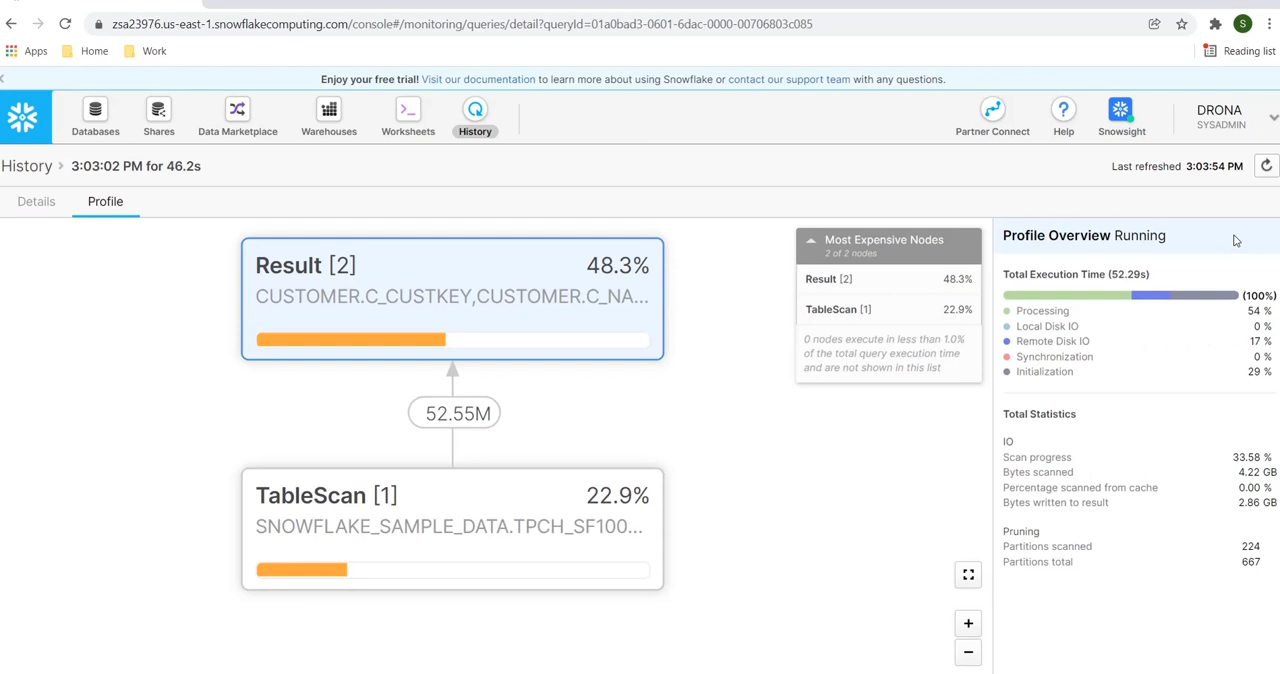 zsa23976.us-east-1.snowflakecomputing.com/console#/monitoring/queries/detail?queryId=01a0bad3-0601-6dac-0000-00706803c085
S
Apps Home Work Reading list
Enjoy your free trial! Visit our documentation to learn more about using Snowflake or contact our support team with any questions.
Databases Shares Data Marketplace Warehouses Worksheets History Partner Connect Help Snowsight
DRONA
SYSADMIN
History > 3:03:02 PM for 46.2s Last refreshed 3:03:54 PM
Details Profile
Result [2] 48.3%
CUSTOMER.C_CUSTKEY,CUSTOMER.C_NA...
52.55M
TableScan [1] 22.9%
SNOWFLAKE_SAMPLE_DATA.TPCH_SF100...
Most Expensive Nodes
2 of 2 nodes
Result [2] 48.3%
TableScan [1] 22.9%
0 nodes execute in less than 1.0%
of the total query execution time
and are not shown in this list
+
−
Profile Overview Running
Total Execution Time (52.29s)
(100%)
Processing 54 %
Local Disk IO 0 %
Remote Disk IO 17 %
Synchronization 0 %
Initialization 29 %
Total Statistics
IO
Scan progress 33.58 %
Bytes scanned 4.22 GB
Percentage scanned from cache 0.00 %
Bytes written to result 2.86 GB
Pruning
Partitions scanned 224
Partitions total 667